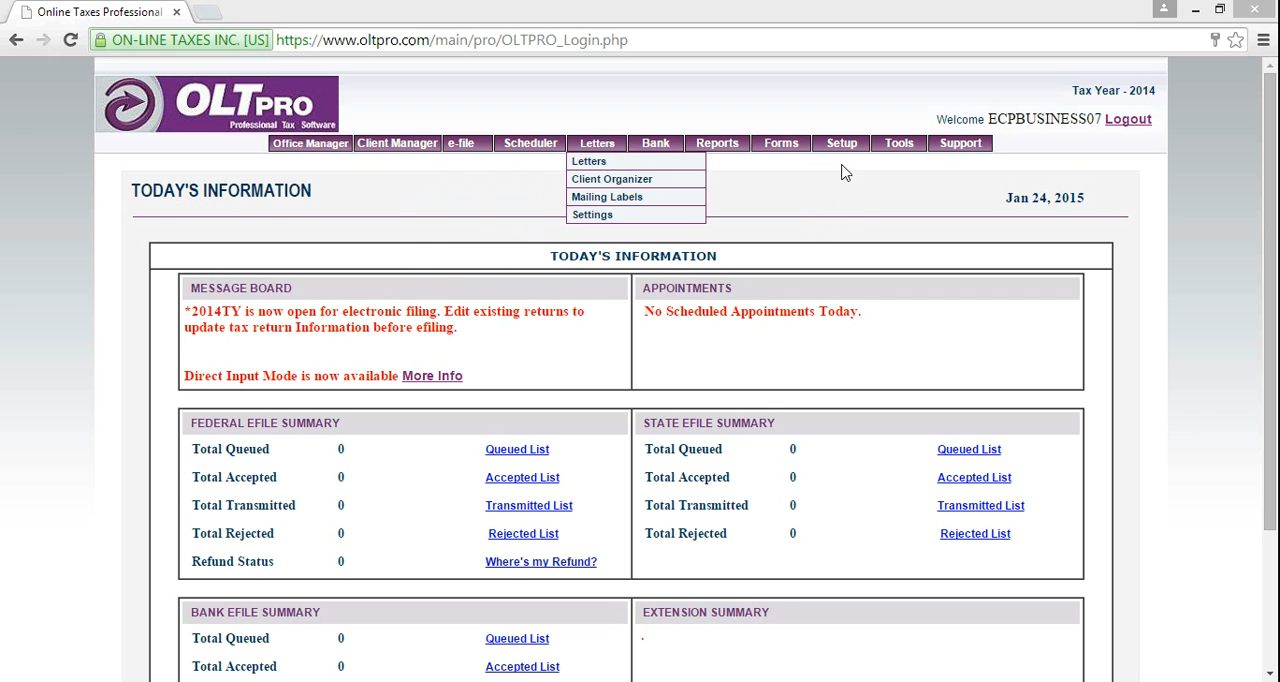 Online Taxes Professional
ON-LINE TAXES INC. [US] https://www.oltpro.com/main/pro/OLTPRO_Login.php
OLTPRO
Professional Tax Software
Tax Year - 2014
Welcome ECPBUSINESS07 Logout
Office Manager Client Manager e-file Scheduler Letters Bank Reports Forms Setup Tools Support
Letters
Client Organizer
Mailing Labels
Settings
TODAY'S INFORMATION
Jan 24, 2015
TODAY'S INFORMATION
MESSAGE BOARD
*2014TY is now open for electronic filing. Edit existing returns to
update tax return Information before efiling.
Direct Input Mode is now available More Info
APPOINTMENTS
No Scheduled Appointments Today.
FEDERAL EFILE SUMMARY
Total Queued 0 Queued List
Total Accepted 0 Accepted List
Total Transmitted 0 Transmitted List
Total Rejected 0 Rejected List
Refund Status 0 Where's my Refund?
STATE EFILE SUMMARY
Total Queued 0 Queued List
Total Accepted 0 Accepted List
Total Transmitted 0 Transmitted List
Total Rejected 0 Rejected List
BANK EFILE SUMMARY
Total Queued 0 Queued List
Total Accepted 0 Accepted List
EXTENSION SUMMARY
.